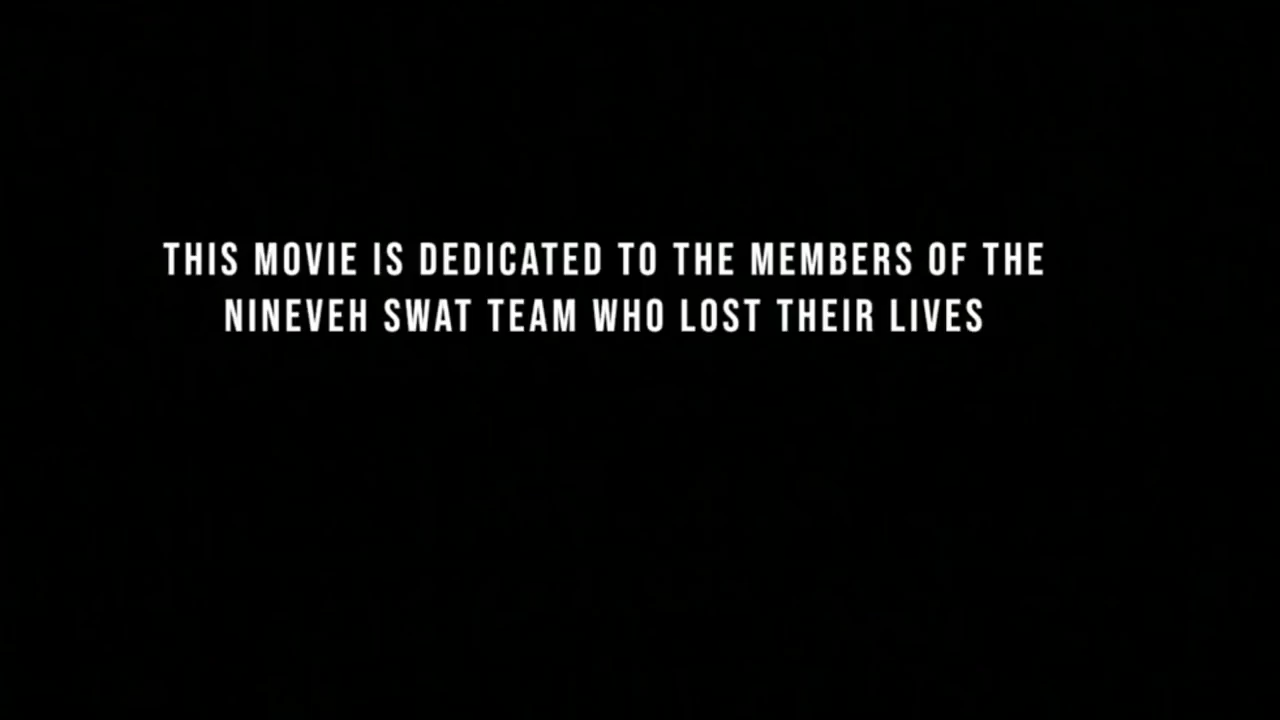 THIS MOVIE IS DEDICATED TO THE MEMBERS OF THE
NINEVEH SWAT TEAM WHO LOST THEIR LIVES